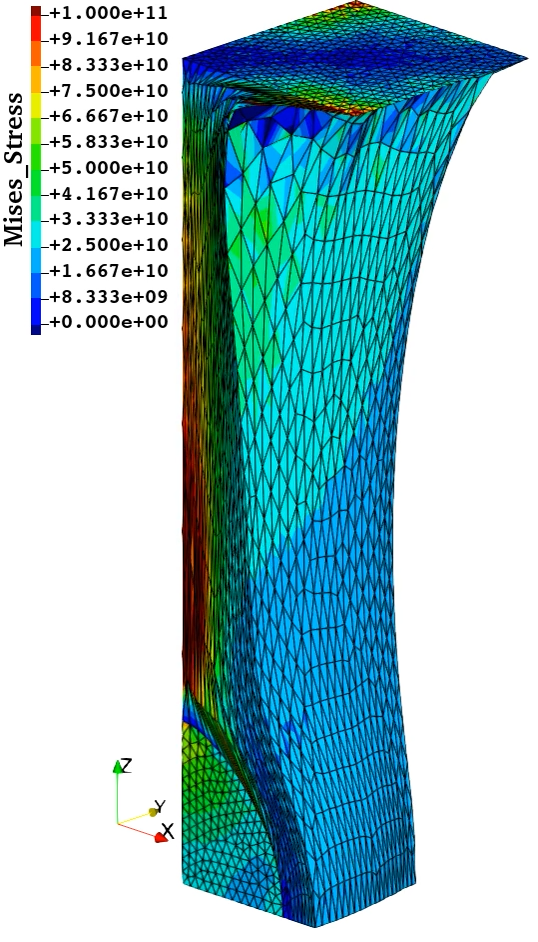 Mises_Stress
+1.000e+11
+9.167e+10
+8.333e+10
+7.500e+10
+6.667e+10
+5.833e+10
+5.000e+10
+4.167e+10
+3.333e+10
+2.500e+10
+1.667e+10
+8.333e+09
+0.000e+00
Z
Y
X